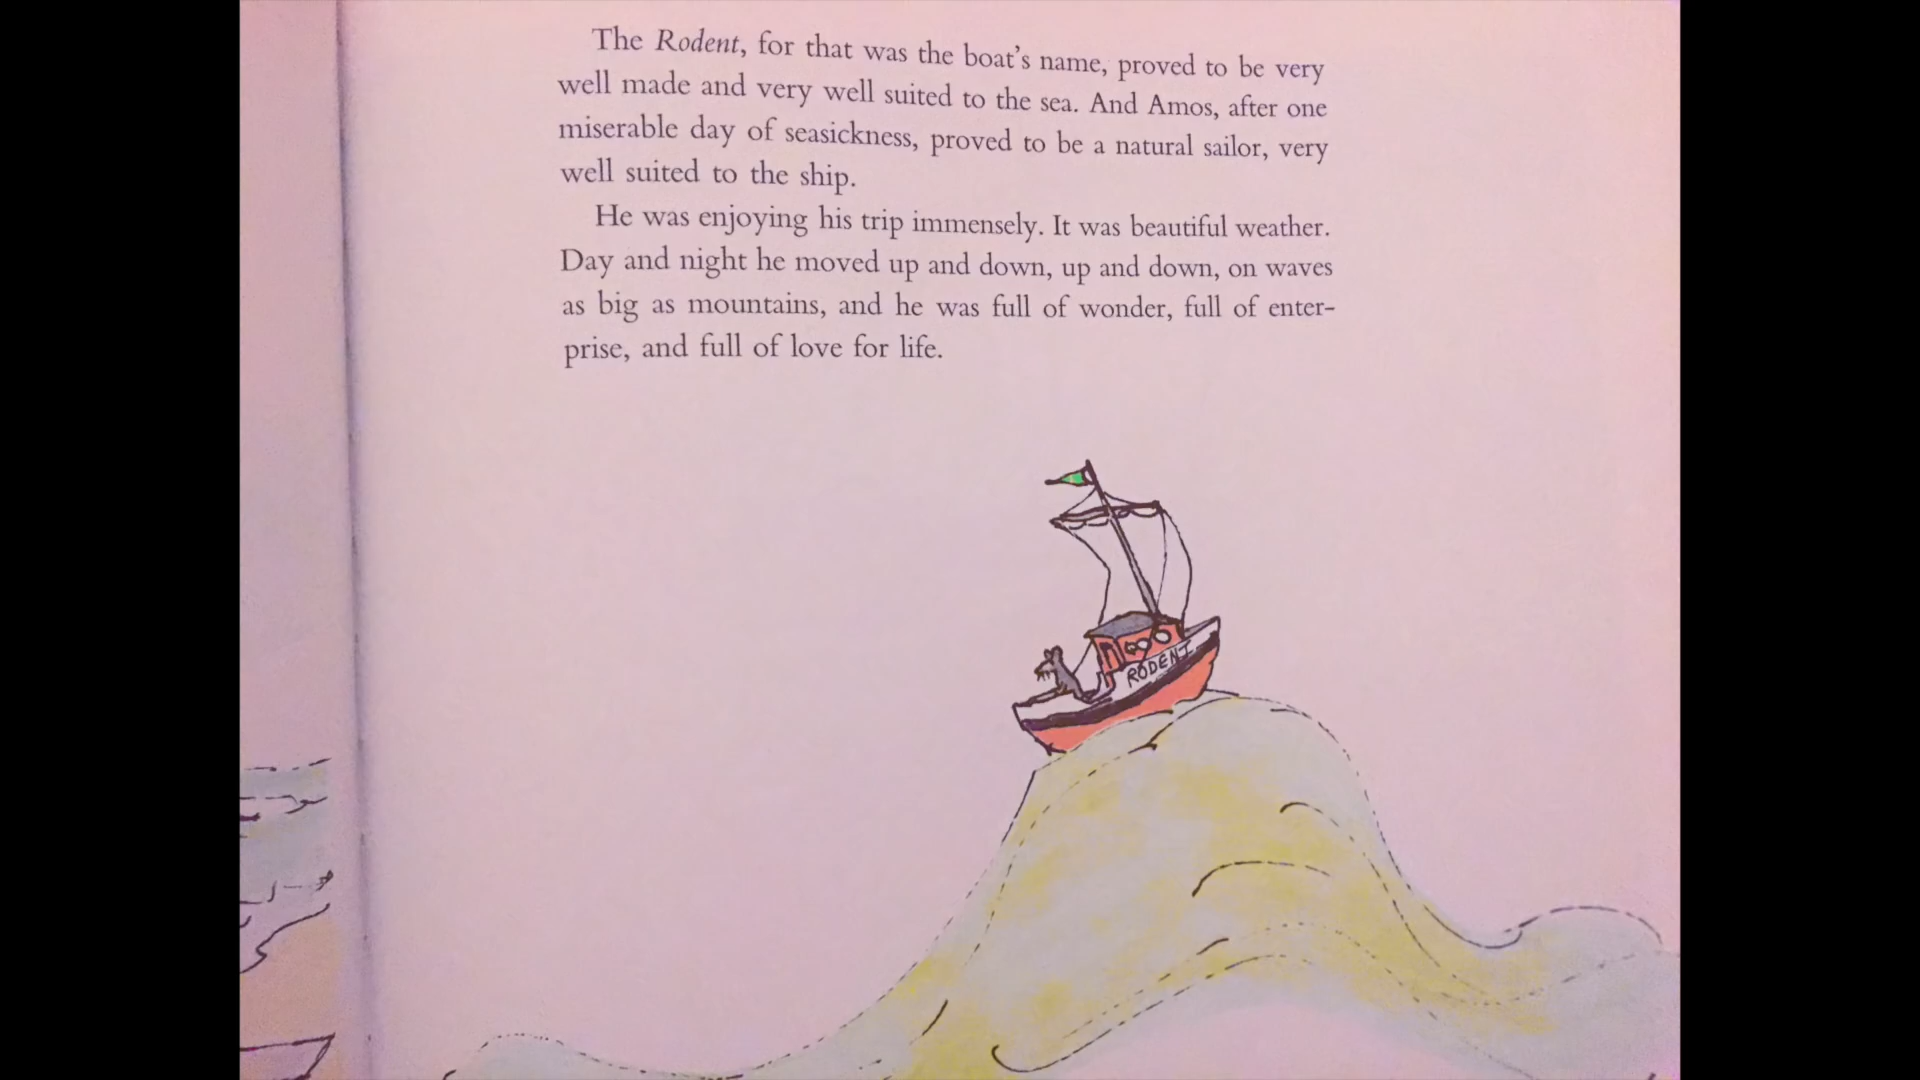 The Rodent, for that was the boat's name, proved to be very
well made and very well suited to the sea. And Amos, after one
miserable day of seasickness, proved to be a natural sailor, very
well suited to the ship.
He was enjoying his trip immensely. It was beautiful weather.
Day and night he moved up and down, up and down, on waves
as big as mountains, and he was full of wonder, full of enter-
prise, and full of love for life.
RODENT